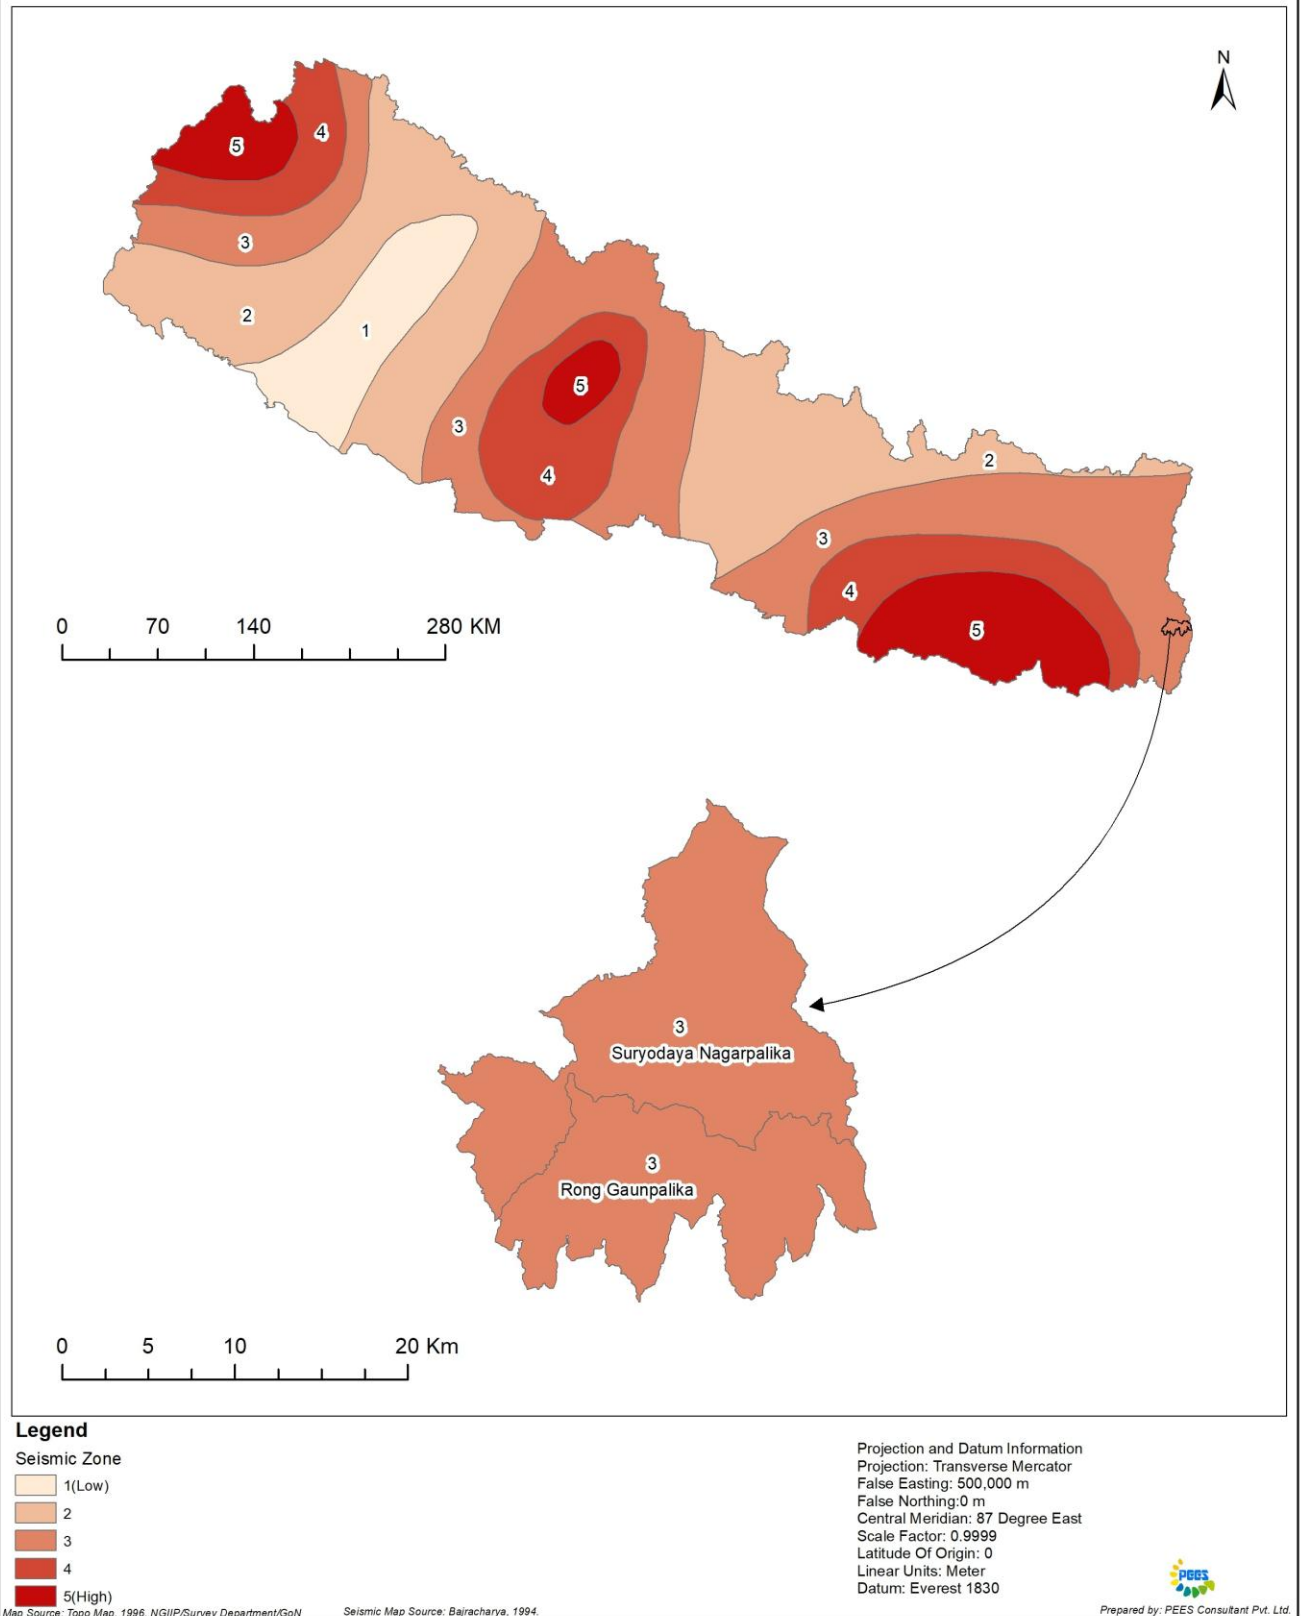 N
5
4
3
2
1
5
3
4
2
3
4
5
0 70 140 280 KM
3
Suryodaya Nagarpalika
3
Rong Gaunpalika
0 5 10 20 Km
Legend
Seismic Zone
1(Low)
2
3
4
5(High)
Projection and Datum Information
Projection: Transverse Mercator
False Easting: 500,000 m
False Northing:0 m
Central Meridian: 87 Degree East
Scale Factor: 0.9999
Latitude Of Origin: 0
Linear Units: Meter
Datum: Everest 1830
PEES
Map Source: Topo Map, 1996, NGIIP/Survey Department/GoN Seismic Map Source: Bajracharya, 1994.
Prepared by: PEES Consultant Pvt. Ltd.